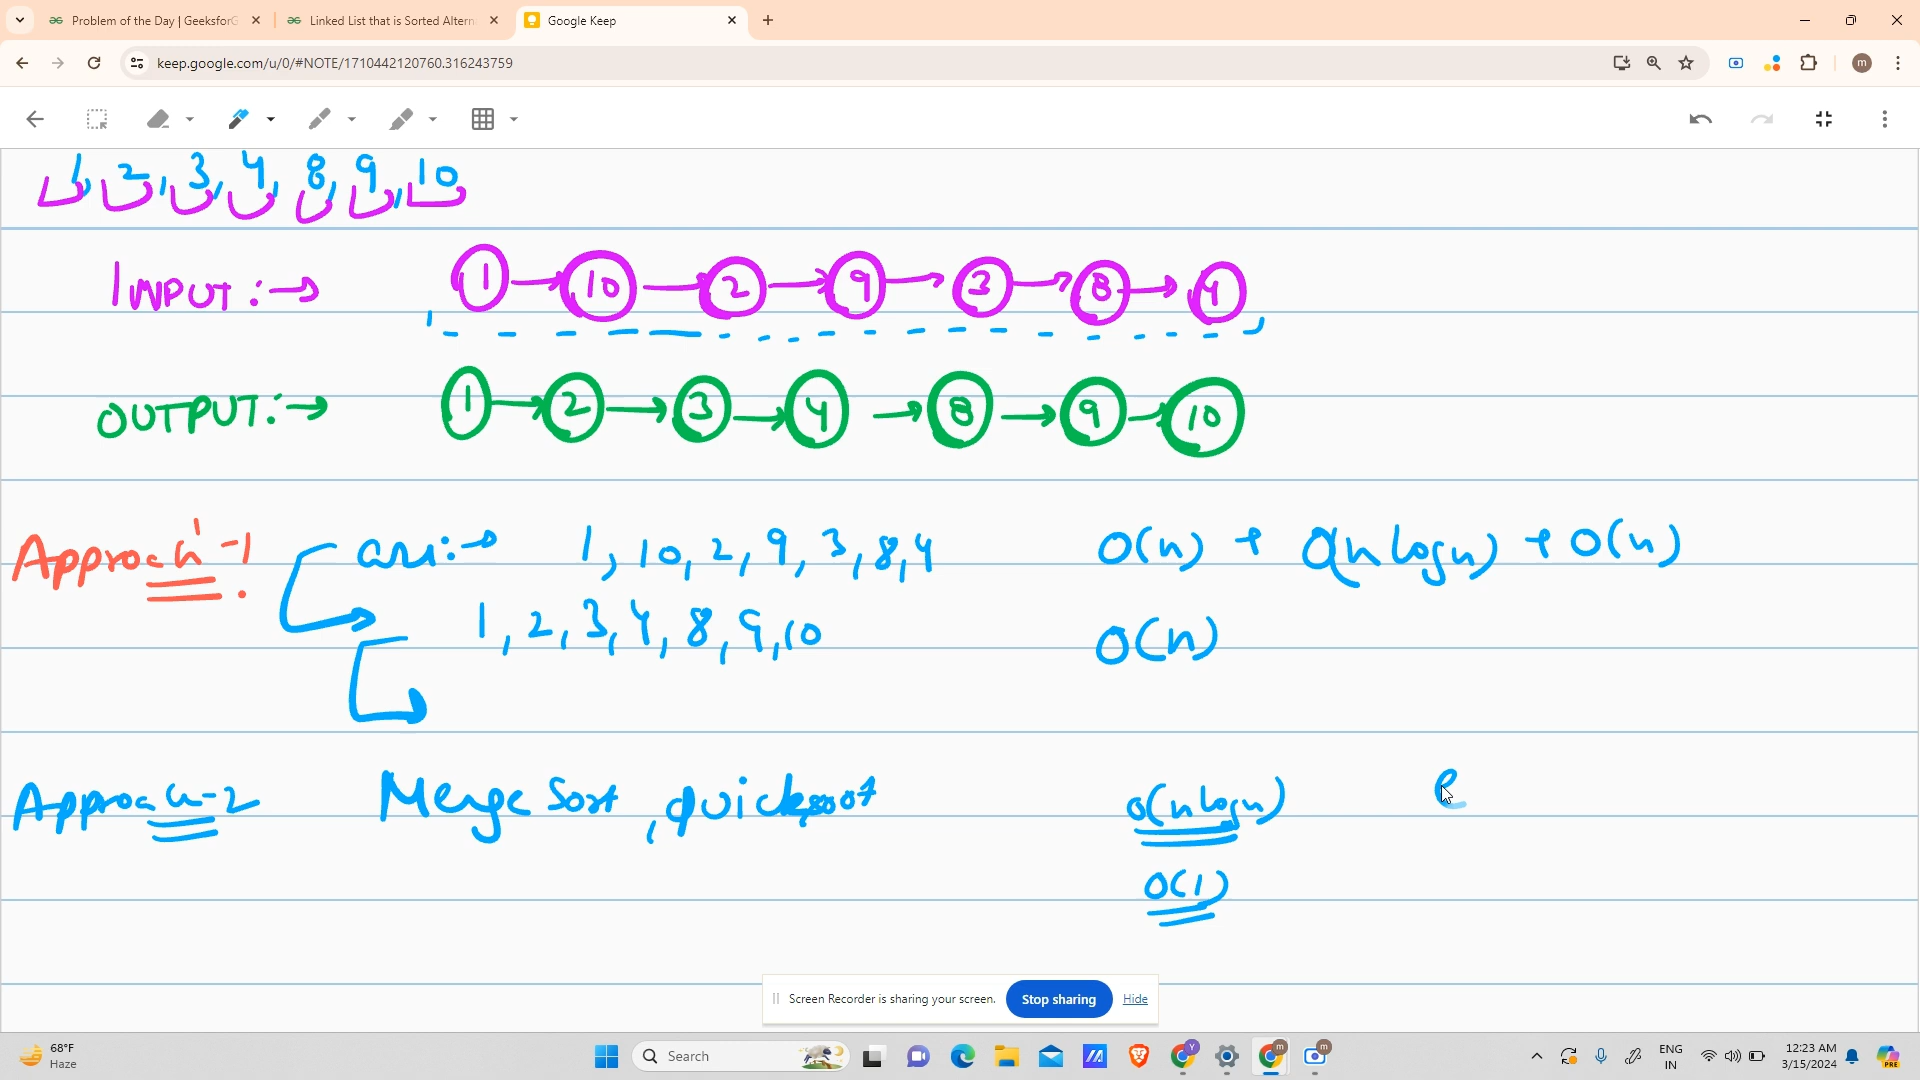 Problem of the Day | GeeksforG
Linked List that is Sorted Altern
Google Keep
keep.google.com/u/0/#NOTE/1710442120760.316243759
m
1, 2, 3, 4, 8, 9, 10
INPUT:→ 1 → 10 → 2 → 9 → 3 → 8 → 4
OUTPUT:→ 1 → 2 → 3 → 4 → 8 → 9 → 10
Approach-1 arr:→ 1, 10, 2, 9, 3, 8, 4 O(n) + O(n logn) + O(n)
1, 2, 3, 4, 8, 9, 10 O(n)
Approach-2 Merge Sort, quicksort O(n logn)
O(1)
Screen Recorder is sharing your screen. Stop sharing Hide
68°F
Haze
Search
ENG
IN
12:23 AM
3/15/2024
PRE